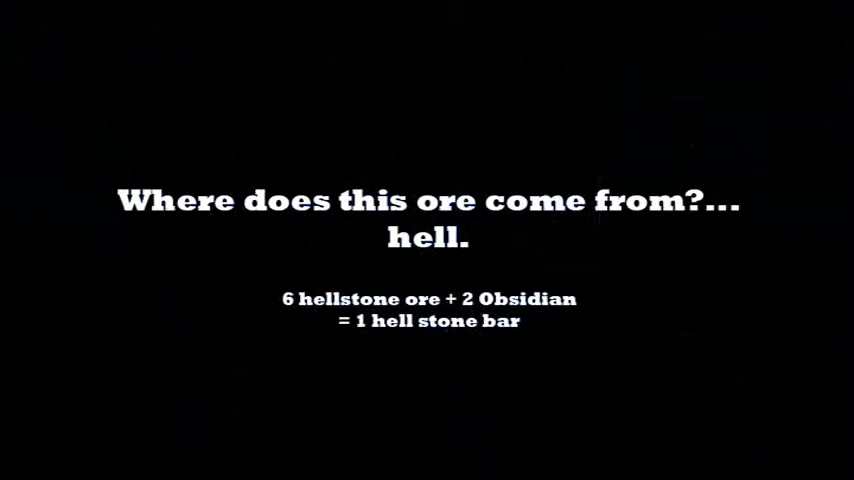 Where does this ore come from?...
hell.
6 hellstone ore + 2 Obsidian
= 1 hell stone bar